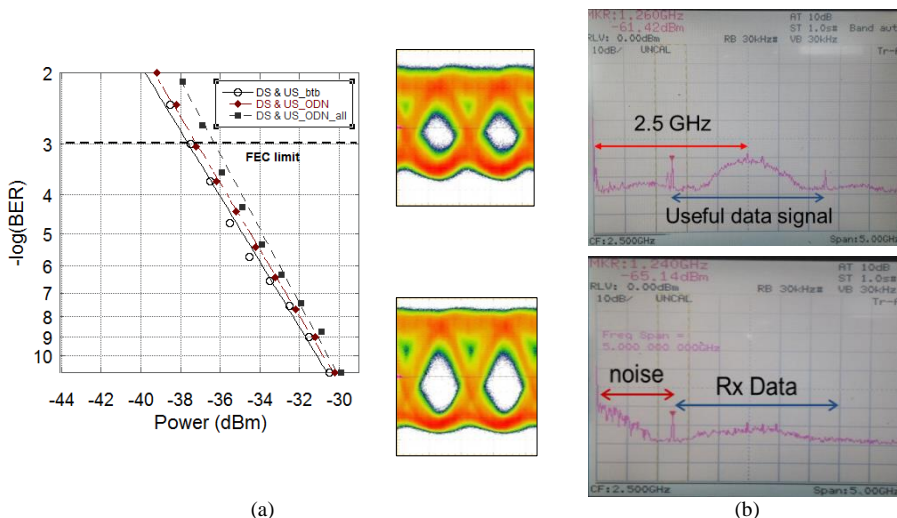 2
3
4
5
6
7
8
9
10
-log(BER)
DS & US_btb
DS & US_ODN
DS & US_ODN_all
FEC limit
-44 -42 -40 -38 -36 -34 -32 -30
Power (dBm)
(a)
MKR:1.260GHz
-61.42dBm
RLV: 0.00dBm
10dB/ UNCAL
AT 10dB
ST 1.0s# Band aut
RB 30kHz# VB 30kHz
Tr-
2.5 GHz
Useful data signal
CF:2.500GHz Span:5.00GHz
MKR:1.240GHz
-65.14dBm
RLV: 0.00dBm
10dB/ UNCAL
AT 10dB
ST 1.0s#
RB 30kHz# VB 30kHz
Tr-
Freq Span =
5.000 000 000GHz
noise
Rx Data
CF:2.500GHz Span:5.00GHz
(b)